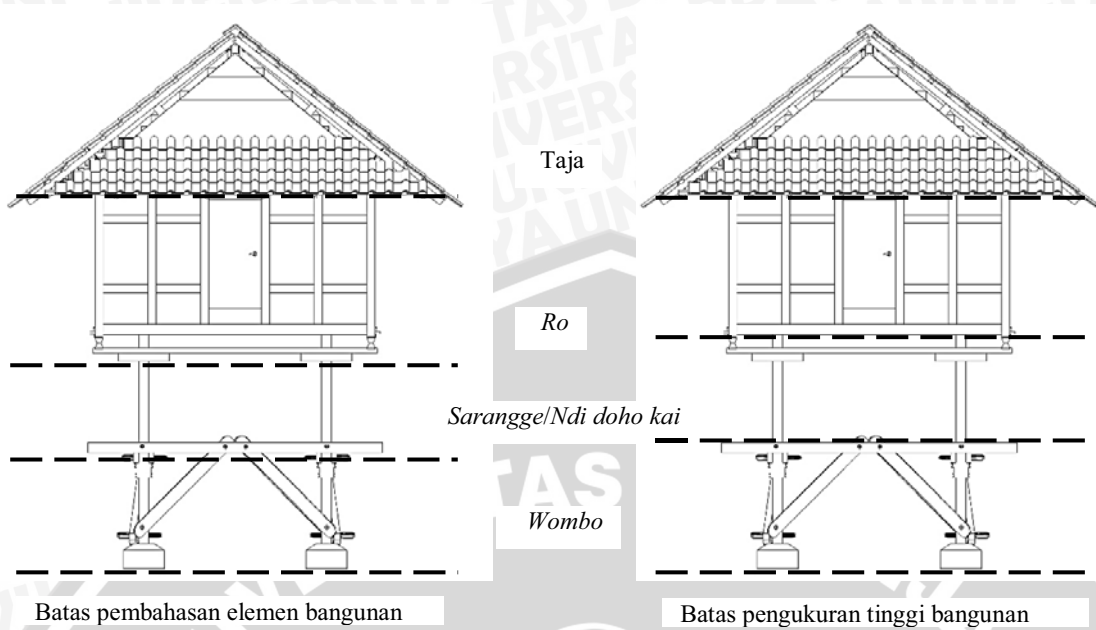 Taja
Ro
Sarangge/Ndi doho kai
Wombo
Batas pembahasan elemen bangunan
Batas pengukuran tinggi bangunan